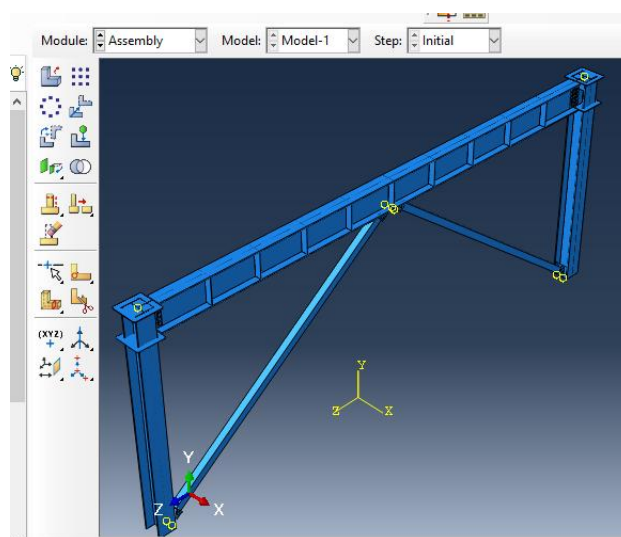 Module: Assembly Model: Model-1 Step: Initial
(XYZ)
Y
Z X
Y
Z X